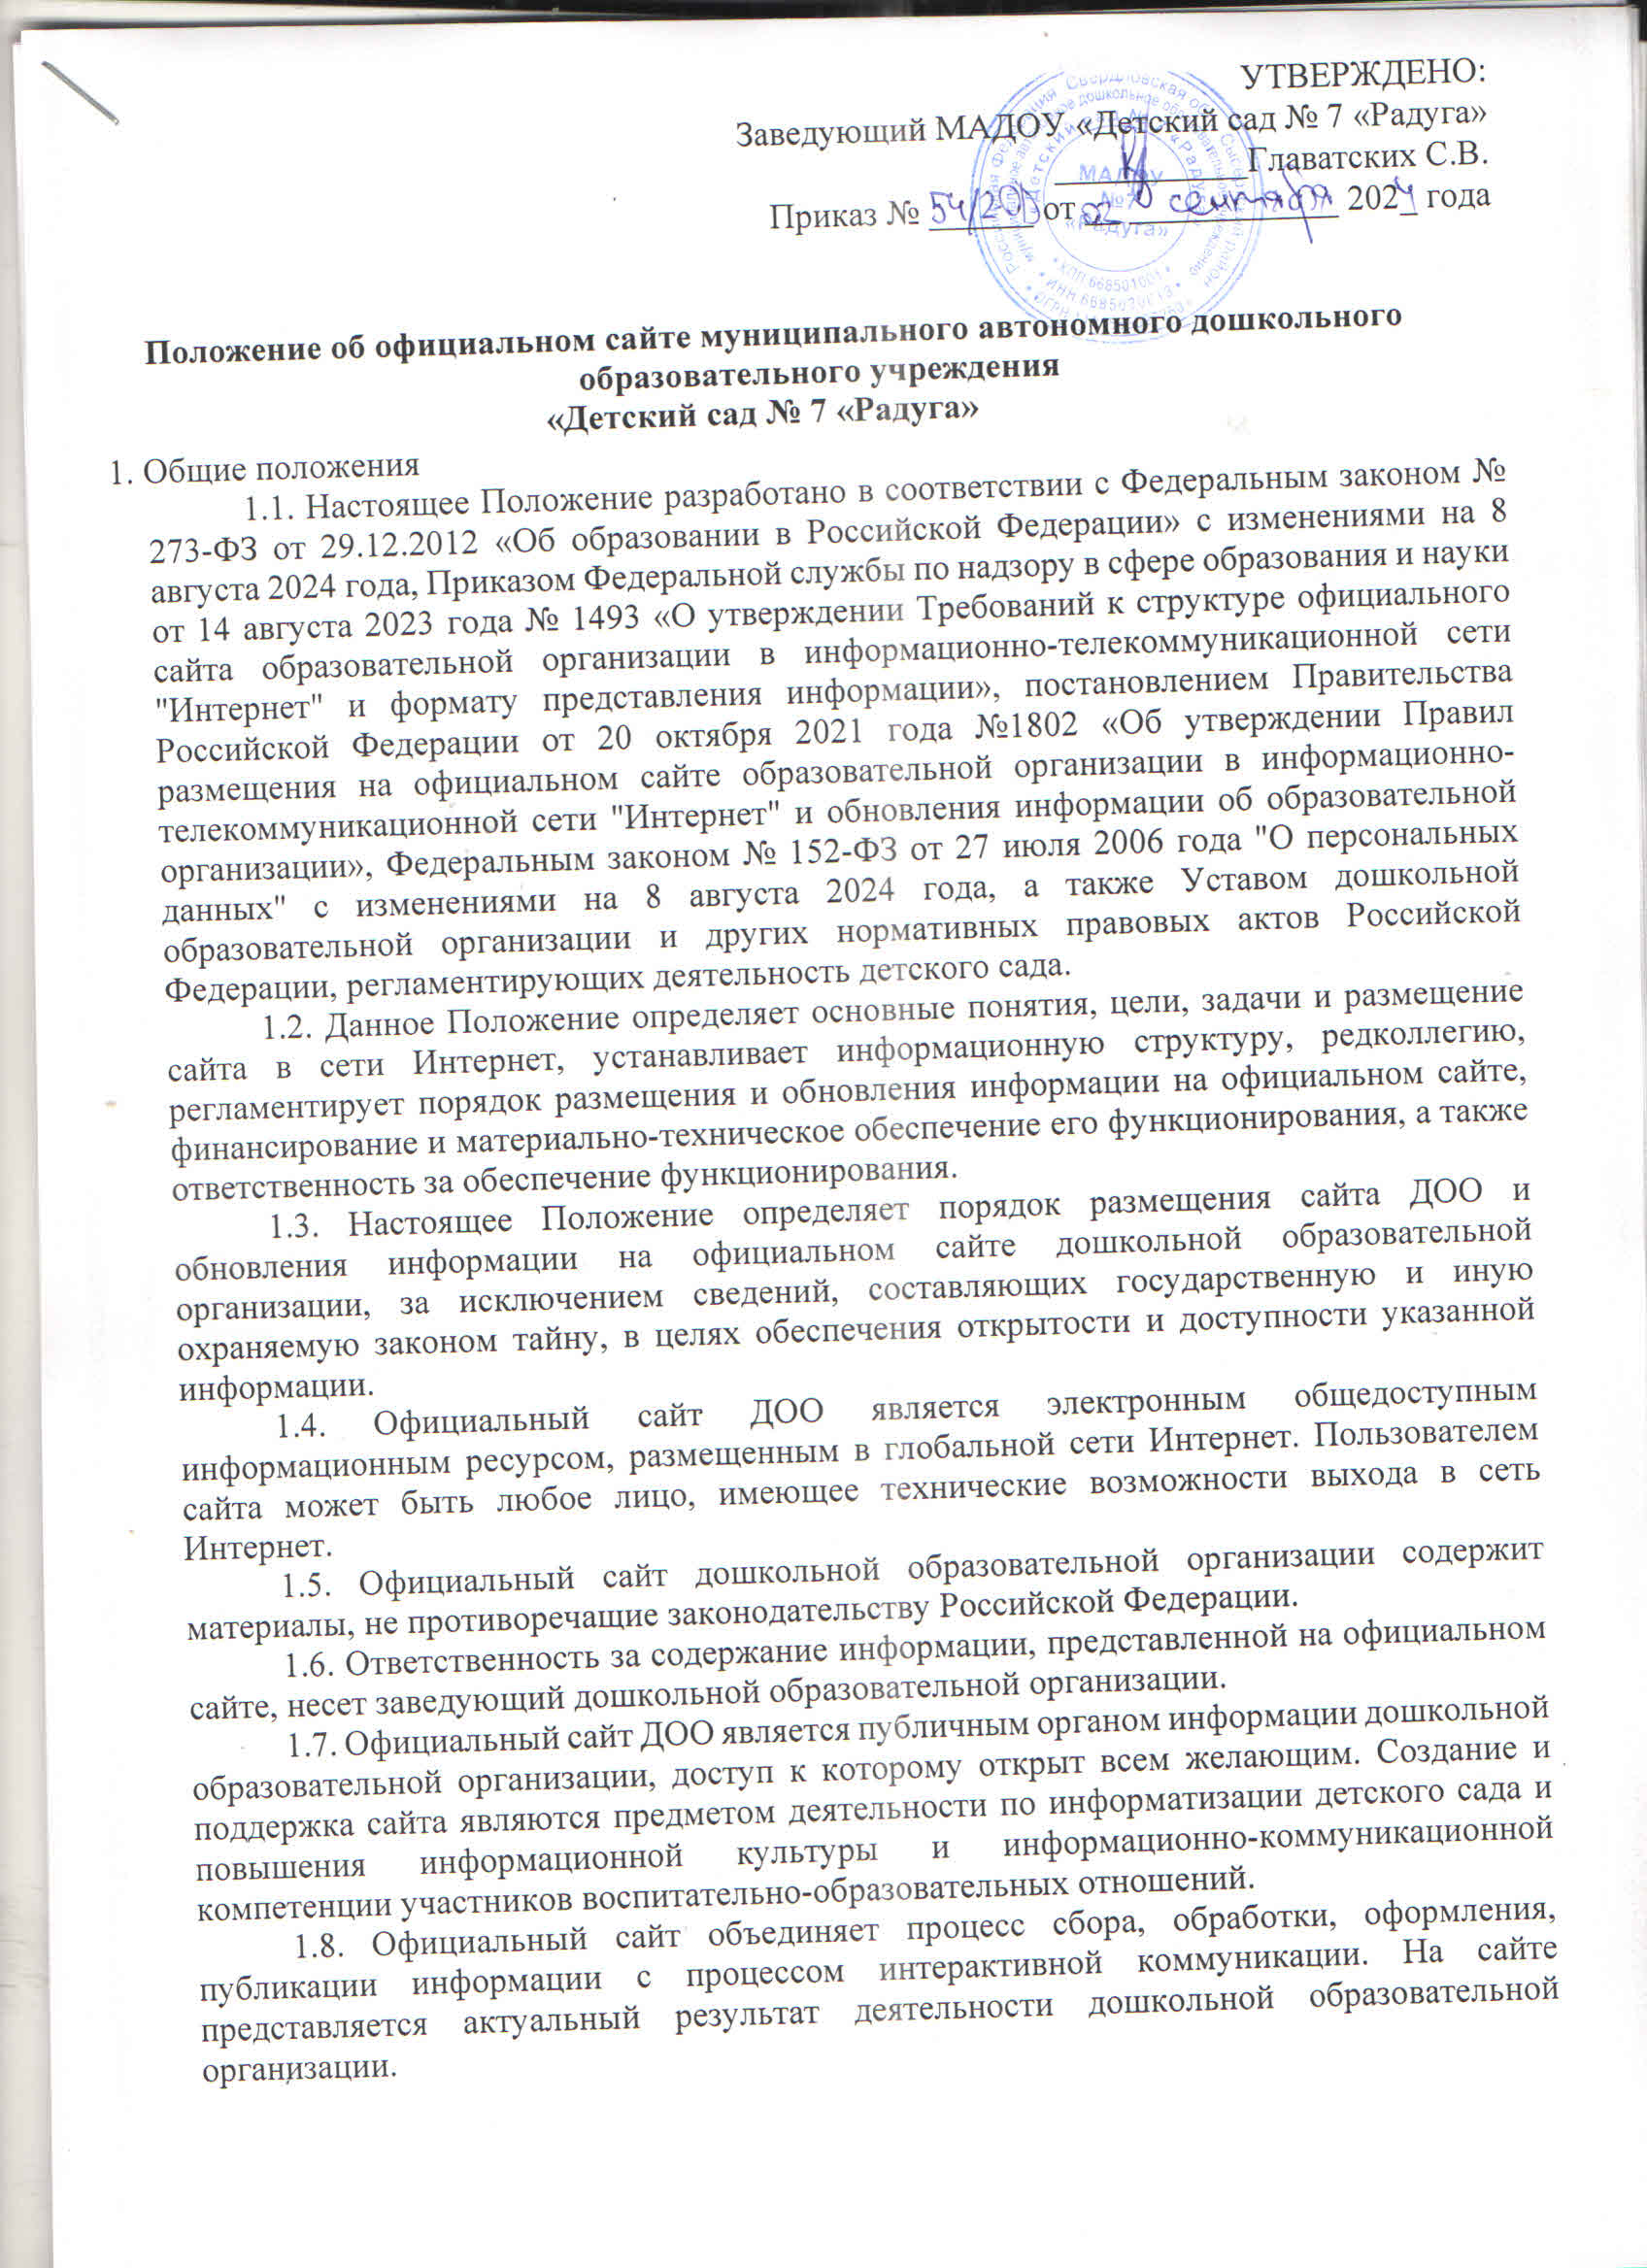 УТВЕРЖДЕНО:
Заведующий МАДОУ «Детский сад № 7 «Радуга»
____________Главатских С.В.
Приказ № 54/20 от 02 сентября 2024 года
МАДОУ
№7
«Радуга»
КПП 668501001
Положение об официальном сайте муниципального автономного дошкольного
образовательного учреждения
«Детский сад № 7 «Радуга»
1. Общие положения
1.1. Настоящее Положение разработано в соответствии с Федеральным законом №
273-ФЗ от 29.12.2012 «Об образовании в Российской Федерации» с изменениями на 8
августа 2024 года, Приказом Федеральной службы по надзору в сфере образования и науки
от 14 августа 2023 года № 1493 «О утверждении Требований к структуре официального
сайта образовательной организации в информационно-телекоммуникационной сети
"Интернет" и формату представления информации», постановлением Правительства
Российской Федерации от 20 октября 2021 года №1802 «Об утверждении Правил
размещения на официальном сайте образовательной организации в информационно-
телекоммуникационной сети "Интернет" и обновления информации об образовательной
организации», Федеральным законом № 152-ФЗ от 27 июля 2006 года "О персональных
данных" с изменениями на 8 августа 2024 года, а также Уставом дошкольной
образовательной организации и других нормативных правовых актов Российской
Федерации, регламентирующих деятельность детского сада.
1.2. Данное Положение определяет основные понятия, цели, задачи и размещение
сайта в сети Интернет, устанавливает информационную структуру, редколлегию,
регламентирует порядок размещения и обновления информации на официальном сайте,
финансирование и материально-техническое обеспечение его функционирования, а также
ответственность за обеспечение функционирования.
1.3. Настоящее Положение определяет порядок размещения сайта ДОО и
обновления информации на официальном сайте дошкольной образовательной
организации, за исключением сведений, составляющих государственную и иную
охраняемую законом тайну, в целях обеспечения открытости и доступности указанной
информации.
1.4. Официальный сайт ДОО является электронным общедоступным
информационным ресурсом, размещенным в глобальной сети Интернет. Пользователем
сайта может быть любое лицо, имеющее технические возможности выхода в сеть
Интернет.
1.5. Официальный сайт дошкольной образовательной организации содержит
материалы, не противоречащие законодательству Российской Федерации.
1.6. Ответственность за содержание информации, представленной на официальном
сайте, несет заведующий дошкольной образовательной организации.
1.7. Официальный сайт ДОО является публичным органом информации дошкольной
образовательной организации, доступ к которому открыт всем желающим. Создание и
поддержка сайта являются предметом деятельности по информатизации детского сада и
повышения информационной культуры и информационно-коммуникационной
компетенции участников воспитательно-образовательных отношений.
1.8. Официальный сайт объединяет процесс сбора, обработки, оформления,
публикации информации с процессом интерактивной коммуникации. На сайте
представляется актуальный результат деятельности дошкольной образовательной
организации.